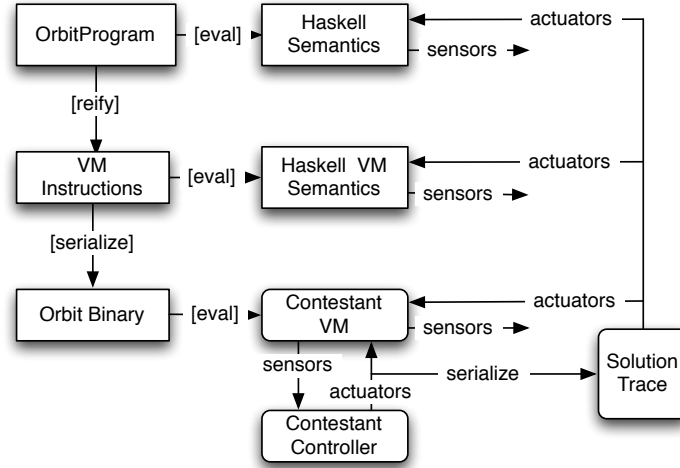 OrbitProgram
[eval]
Haskell
Semantics
actuators
sensors
[reify]
VM
Instructions
[eval]
Haskell VM
Semantics
actuators
sensors
[serialize]
Orbit Binary
[eval]
Contestant
VM
actuators
sensors
sensors
actuators
serialize
Solution
Trace
Contestant
Controller